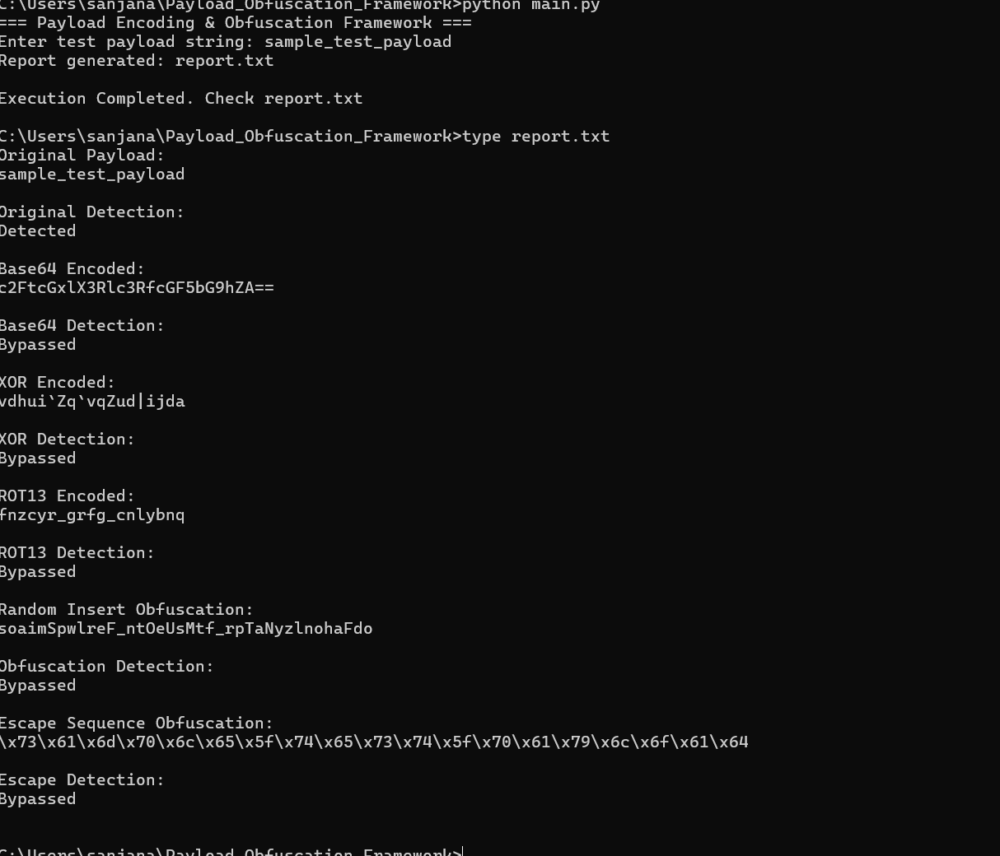 C:\Users\sanjana\Payload_Obfuscation_Framework>python main.py
=== Payload Encoding & Obfuscation Framework ===
Enter test payload string: sample_test_payload
Report generated: report.txt
Execution Completed. Check report.txt
C:\Users\sanjana\Payload_Obfuscation_Framework>type report.txt
Original Payload:
sample_test_payload
Original Detection:
Detected
Base64 Encoded:
c2FtcGxlX3Rlc3RfcGF5bG9hZA==
Base64 Detection:
Bypassed
XOR Encoded:
vdhui`Zq`vqZud|ijda
XOR Detection:
Bypassed
ROT13 Encoded:
fnzcyr_grfg_cnlybnq
ROT13 Detection:
Bypassed
Random Insert Obfuscation:
soaimSpwlreF_ntOeUsMtf_rpTaNyzlnohaFdo
Obfuscation Detection:
Bypassed
Escape Sequence Obfuscation:
\x73\x61\x6d\x70\x6c\x65\x5f\x74\x65\x73\x74\x5f\x70\x61\x79\x6c\x6f\x61\x64
Escape Detection:
Bypassed
C:\Users\sanjana\Payload_Obfuscation_Framework>